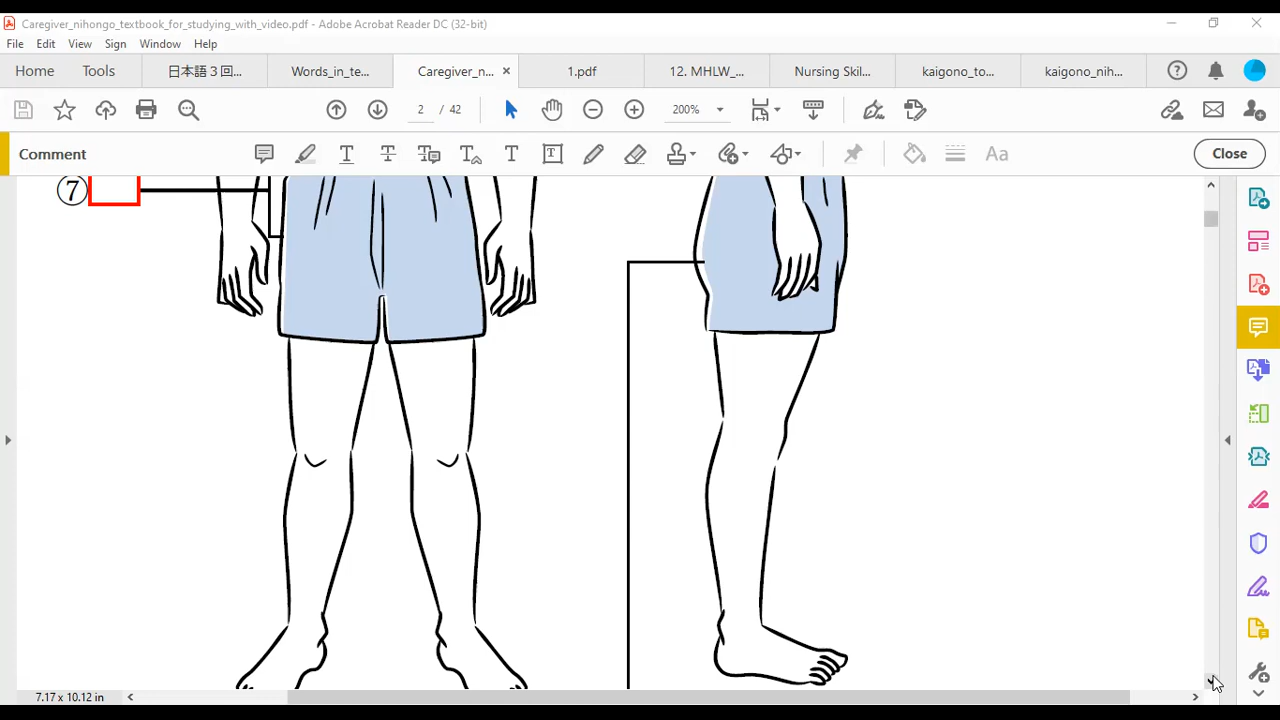 Caregiver_nihongo_textbook_for_studying_with_video.pdf - Adobe Acrobat Reader DC (32-bit)
File Edit View Sign Window Help
Home Tools 日本語３回... Words_in_te... Caregiver_n... × 1.pdf 12. MHLW_... Nursing Skil... kaigono_to... kaigono_nih...
2 / 42 200%
Comment Aa Close
⑦
7.17 x 10.12 in